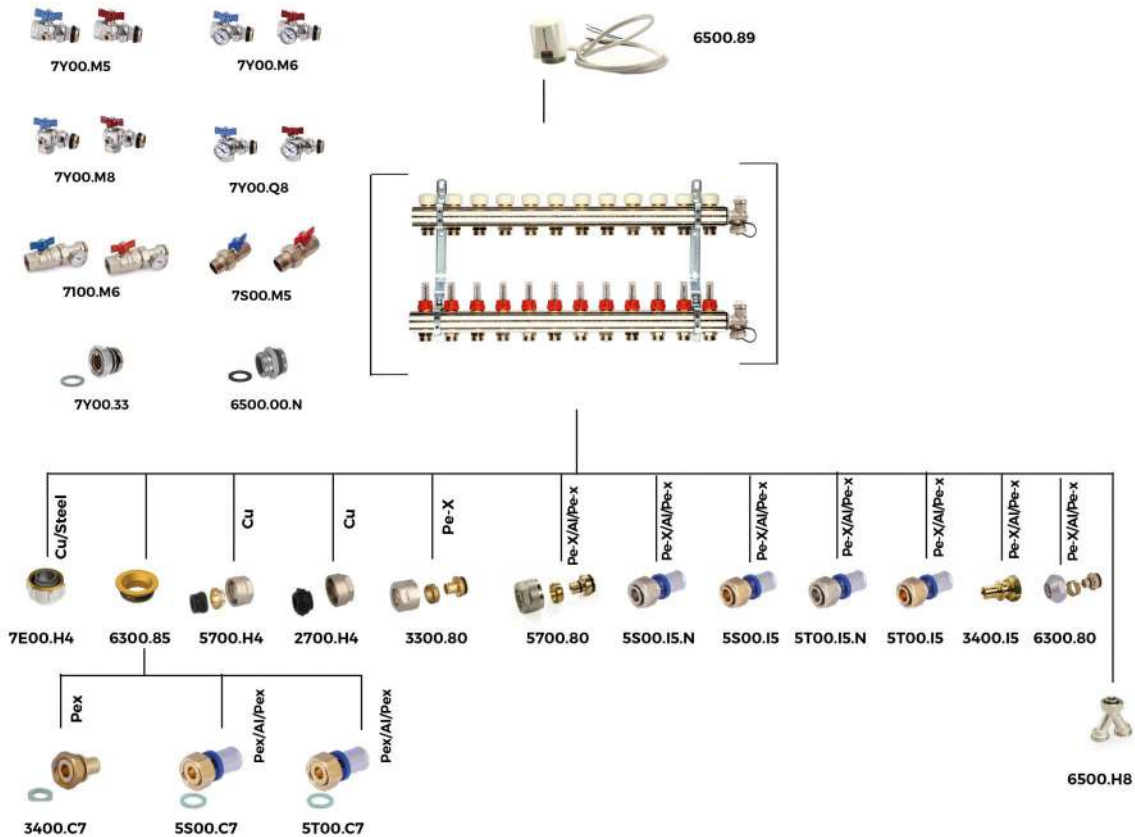 6500.89
7Y00.M5
7Y00.M6
7Y00.M8
7Y00.Q8
7100.M6
7S00.M5
7Y00.33
6500.00.N
Cu/Steel
Cu
Cu
Pe-X
Pe-X/Al/Pe-x
Pe-X/Al/Pe-x
Pe-X/Al/Pe-x
Pe-X/Al/Pe-x
Pe-X/Al/Pe-x
Pe-X/Al/Pe-x
Pe-X/Al/Pe-x
7E00.H4
6300.85
5700.H4
2700.H4
3300.80
5700.80
5S00.I5.N
5S00.I5
5T00.I5.N
5T00.I5
3400.I5
6300.80
Pex
Pex/Al/Pex
Pex/Al/Pex
6500.H8
3400.C7
5S00.C7
5T00.C7